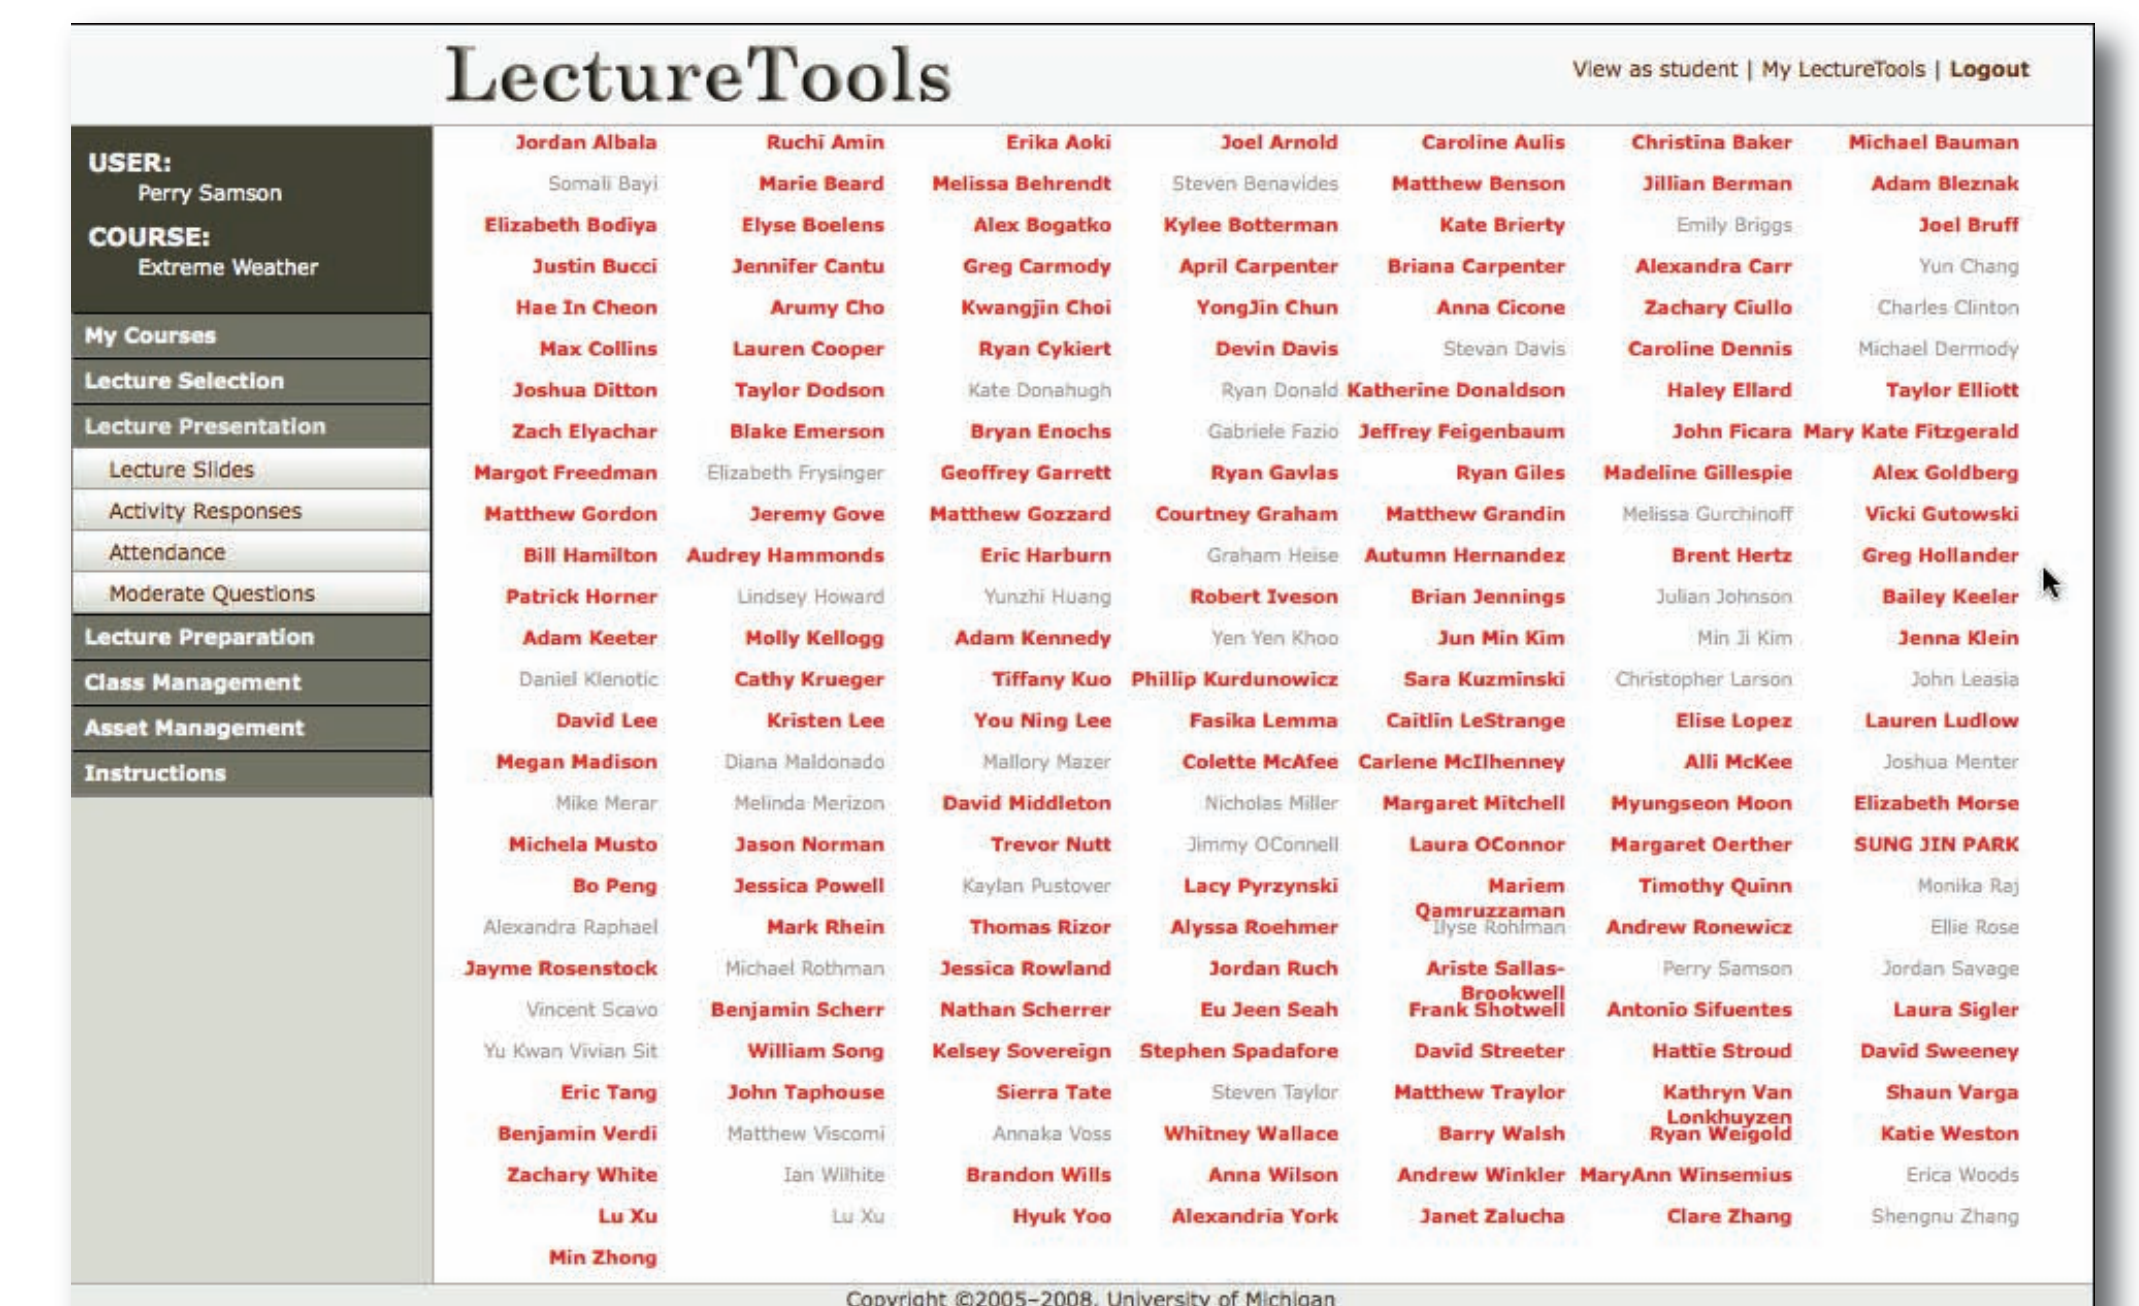 LectureTools
View as student | My LectureTools | Logout
USER:
Perry Samson
COURSE:
Extreme Weather
My Courses
Lecture Selection
Lecture Presentation
Lecture Slides
Activity Responses
Attendance
Moderate Questions
Lecture Preparation
Class Management
Asset Management
Instructions
Jordan Albala Ruchi Amin Erika Aoki Joel Arnold Caroline Aulis Christina Baker Michael Bauman
Somali Bayi Marie Beard Melissa Behrendt Steven Benavides Matthew Benson Jillian Berman Adam Bleznak
Elizabeth Bodiya Elyse Boelens Alex Bogatko Kylee Botterman Kate Brierty Emily Briggs Joel Bruff
Justin Bucci Jennifer Cantu Greg Carmody April Carpenter Briana Carpenter Alexandra Carr Yun Chang
Hae In Cheon Arumy Cho Kwangjin Choi YongJin Chun Anna Cicone Zachary Ciullo Charles Clinton
Max Collins Lauren Cooper Ryan Cykiert Devin Davis Stevan Davis Caroline Dennis Michael Dermody
Joshua Ditton Taylor Dodson Kate Donahugh Ryan Donald Katherine Donaldson Haley Ellard Taylor Elliott
Zach Elyachar Blake Emerson Bryan Enochs Gabriele Fazio Jeffrey Feigenbaum John Ficara Mary Kate Fitzgerald
Margot Freedman Elizabeth Frysinger Geoffrey Garrett Ryan Gavlas Ryan Giles Madeline Gillespie Alex Goldberg
Matthew Gordon Jeremy Gove Matthew Gozzard Courtney Graham Matthew Grandin Melissa Gurchinoff Vicki Gutowski
Bill Hamilton Audrey Hammonds Eric Harburn Graham Heise Autumn Hernandez Brent Hertz Greg Hollander
Patrick Horner Lindsey Howard Yunzhi Huang Robert Iveson Brian Jennings Julian Johnson Bailey Keeler
Adam Keeter Molly Kellogg Adam Kennedy Yen Yen Khoo Jun Min Kim Min Ji Kim Jenna Klein
Daniel Klenotic Cathy Krueger Tiffany Kuo Phillip Kurdunowicz Sara Kuzminski Christopher Larson John Leasia
David Lee Kristen Lee You Ning Lee Fasika Lemma Caitlin LeStrange Elise Lopez Lauren Ludlow
Megan Madison Diana Maldonado Mallory Mazer Colette McAfee Carlene McIlhenney Alli McKee Joshua Menter
Mike Merar Melinda Merizon David Middleton Nicholas Miller Margaret Mitchell Myungseon Moon Elizabeth Morse
Michela Musto Jason Norman Trevor Nutt Jimmy OConnell Laura OConnor Margaret Oerther SUNG JIN PARK
Bo Peng Jessica Powell Kaylan Pustover Lacy Pyrzynski Mariem Timothy Quinn Monika Raj
Qamruzzaman
Alexandra Raphael Mark Rhein Thomas Rizor Alyssa Roehmer Ilyse Rohlman Andrew Ronewicz Ellie Rose
Jayme Rosenstock Michael Rothman Jessica Rowland Jordan Ruch Ariste Sallas- Perry Samson Jordan Savage
Brookwell
Vincent Scavo Benjamin Scherr Nathan Scherrer Eu Jeen Seah Frank Shotwell Antonio Sifuentes Laura Sigler
Yu Kwan Vivian Sit William Song Kelsey Sovereign Stephen Spadafore David Streeter Hattie Stroud David Sweeney
Eric Tang John Taphouse Sierra Tate Steven Taylor Matthew Traylor Kathryn Van Shaun Varga
Lonkhuyzen
Benjamin Verdi Matthew Viscomi Annaka Voss Whitney Wallace Barry Walsh Ryan Weigold Katie Weston
Zachary White Ian Wilhite Brandon Wills Anna Wilson Andrew Winkler MaryAnn Winsemius Erica Woods
Lu Xu Lu Xu Hyuk Yoo Alexandria York Janet Zalucha Clare Zhang Shengnu Zhang
Min Zhong
Copyright ©2005–2008, University of Michigan